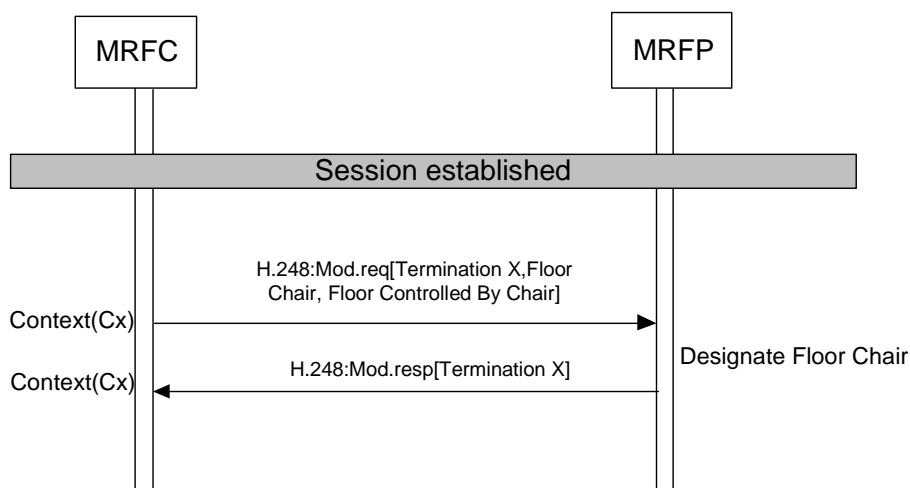 MRFC
MRFP
Session established
H.248:Mod.req[Termination X,Floor
Chair, Floor Controlled By Chair]
Context(Cx)
Designate Floor Chair
H.248:Mod.resp[Termination X]
Context(Cx)